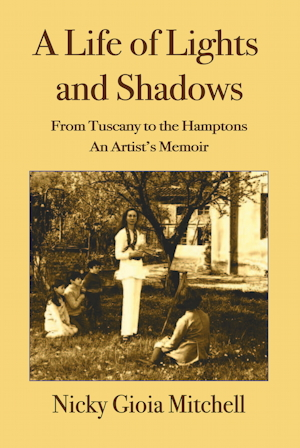 A Life of Lights
and Shadows
From Tuscany to the Hamptons
An Artist's Memoir
Nicky Gioia Mitchell